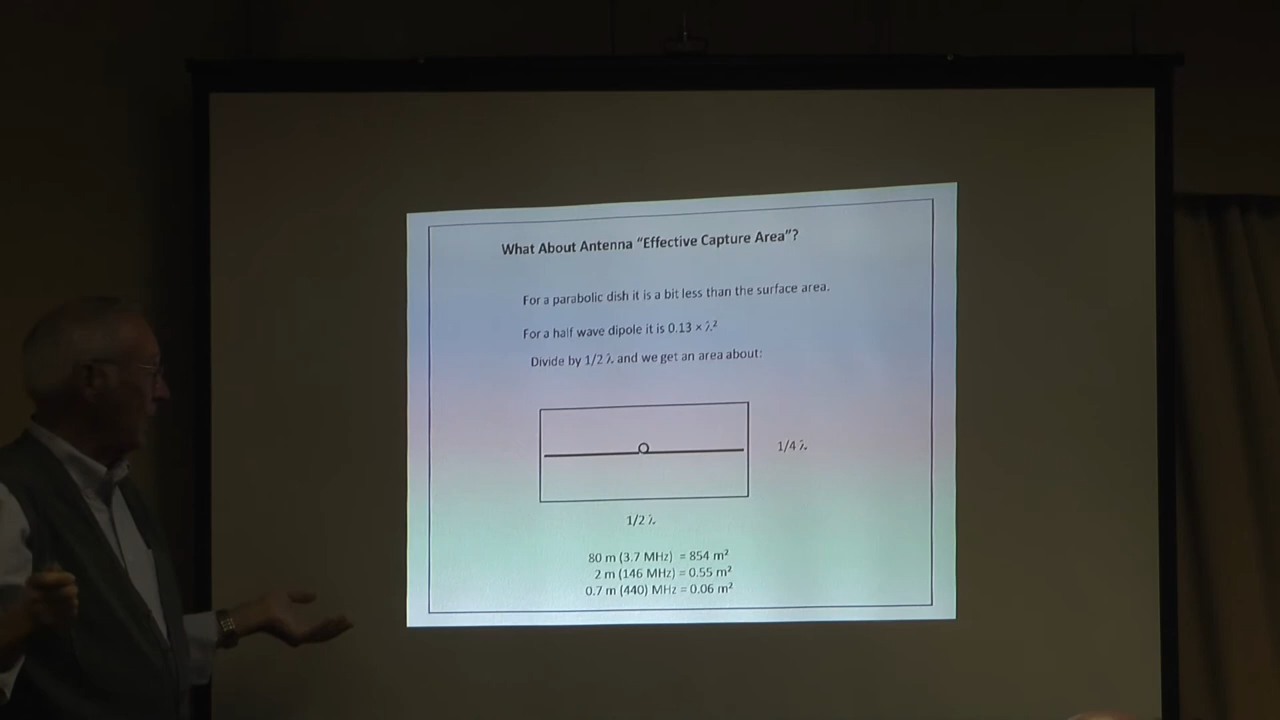 What About Antenna “Effective Capture Area”?
For a parabolic dish it is a bit less than the surface area.
For a half wave dipole it is 0.13 × λ²
Divide by 1/2 λ and we get an area about:
1/4 λ
1/2 λ
80 m (3.7 MHz) = 854 m²
2 m (146 MHz) = 0.55 m²
0.7 m (440) MHz = 0.06 m²